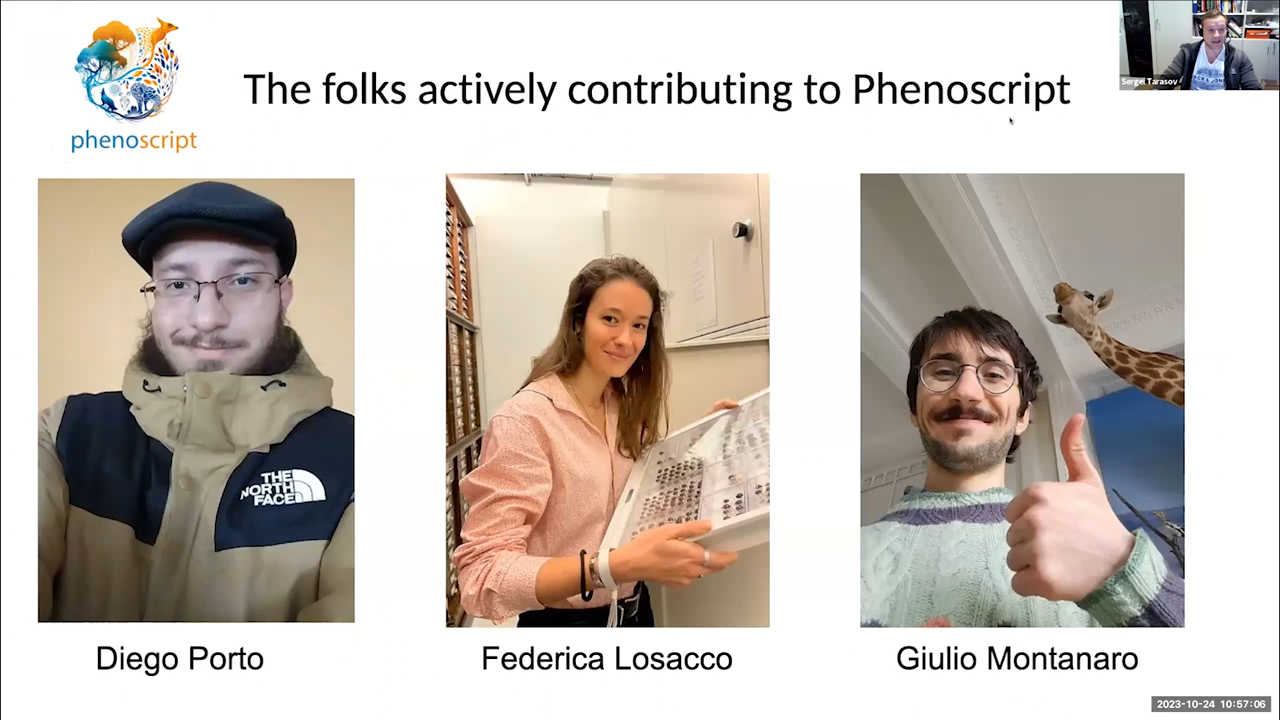 The folks actively contributing to Phenoscript
phenoscript
Sergei Tarasov
THE
NORTH
FACE
Diego Porto
Federica Losacco
Giulio Montanaro
2023-10-24 10:57:06